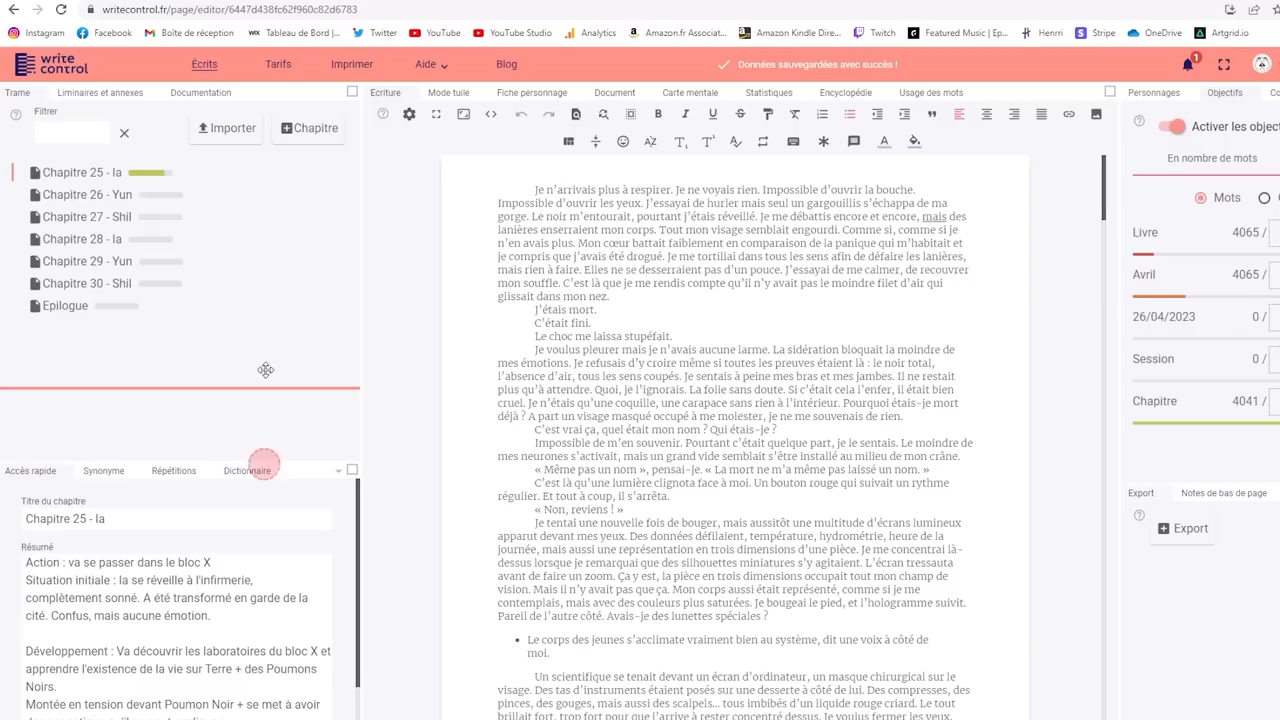 writecontrol.fr/page/editor/6447d438fc62f960c82d6783
Instagram
Facebook
Boîte de réception
WIX Tableau de Bord |...
Twitter
YouTube
YouTube Studio
Analytics
Amazon.fr Associat...
Amazon Kindle Dire...
Twitch
Featured Music | Ep...
Henrri
Stripe
OneDrive
Artgrid.io
write control
Écrits
Tarifs
Imprimer
Aide
Blog
Données sauvegardées avec succès !
1
Trame
Liminaires et annexes
Documentation
Ecriture
Mode tuile
Fiche personnage
Document
Carte mentale
Statistiques
Encyclopédie
Usage des mots
Personnages
Objectifs
Co
Filtrer
Importer
Chapitre
Chapitre 25 - Ia
Chapitre 26 - Yun
Chapitre 27 - Shil
Chapitre 28 - Ia
Chapitre 29 - Yun
Chapitre 30 - Shil
Epilogue
Accès rapide
Synonyme
Répétitions
Dictionnaire
Titre du chapitre
Chapitre 25 - Ia
Résumé
Action : va se passer dans le bloc X
Situation initiale : Ia se réveille à l'infirmerie,
complètement sonné. A été transformé en garde de la
cité. Confus, mais aucune émotion.
Développement : Va découvrir les laboratoires du bloc X et
apprendre l'existence de la vie sur Terre + des Poumons
Noirs.
Montée en tension devant Poumon Noir + se met à avoir
Je n'arrivais plus à respirer. Je ne voyais rien. Impossible d'ouvrir la bouche.
Impossible d'ouvrir les yeux. J'essayai de hurler mais seul un gargouillis s'échappa de ma
gorge. Le noir m'entourait, pourtant j'étais réveillé. Je me débattis encore et encore, mais des
lanières enserraient mon corps. Tout mon visage semblait engourdi. Comme si, comme si je
n'en avais plus. Mon cœur battait faiblement en comparaison de la panique qui m'habitait et
je compris que j'avais été drogué. Je me tortillai dans tous les sens afin de défaire les lanières,
mais rien à faire. Elles ne se desserraient pas d'un pouce. J'essayai de me calmer, de recouvrer
mon souffle. C'est là que je me rendis compte qu'il n'y avait pas le moindre filet d'air qui
glissait dans mon nez.
J'étais mort.
C'était fini.
Le choc me laissa stupéfait.
Je voulus pleurer mais je n'avais aucune larme. La sidération bloquait la moindre de
mes émotions. Je refusais d'y croire même si toutes les preuves étaient là : le noir total,
l'absence d'air, tous les sens coupés. Je sentais à peine mes bras et mes jambes. Il ne restait
plus qu'à attendre. Quoi, je l'ignorais. La folie sans doute. Si c'était cela l'enfer, il était bien
cruel. Je n'étais qu'une coquille, une carapace sans rien à l'intérieur. Pourquoi étais-je mort
déjà ? A part un visage masqué occupé à me molester, je ne me souvenais de rien.
C'est vrai ça, quel était mon nom ? Qui étais-je ?
Impossible de m'en souvenir. Pourtant c'était quelque part, je le sentais. Le moindre de
mes neurones s'activait, mais un grand vide semblait s'être installé au milieu de mon crâne.
« Même pas un nom », pensai-je. « La mort ne m'a même pas laissé un nom. »
C'est là qu'une lumière clignota face à moi. Un bouton rouge qui suivait un rythme
régulier. Et tout à coup, il s'arrêta.
« Non, reviens ! »
Je tentai une nouvelle fois de bouger, mais aussitôt une multitude d'écrans lumineux
apparut devant mes yeux. Des données défilaient, température, hydrométrie, heure de la
journée, mais aussi une représentation en trois dimensions d'une pièce. Je me concentrai là-
dessus lorsque je remarquai que des silhouettes miniatures s'y agitaient. L'écran tressauta
avant de faire un zoom. Ça y est, la pièce en trois dimensions occupait tout mon champ de
vision. Mais il n'y avait pas que ça. Mon corps aussi était représenté, comme si je me
contemplais, mais avec des couleurs plus saturées. Je bougeai le pied, et l'hologramme suivit.
Pareil de l'autre côté. Avais-je des lunettes spéciales ?
• Le corps des jeunes s'acclimate vraiment bien au système, dit une voix à côté de
moi.
Un scientifique se tenait devant un écran d'ordinateur, un masque chirurgical sur le
visage. Des tas d'instruments étaient posés sur une desserte à côté de lui. Des compresses, des
pinces, des gouges, mais aussi des scalpels... tous imbibés d'un liquide rouge criard. Le tout
brillait fort, trop fort pour que j'arrive à rester concentré dessus. Je voulus fermer les yeux,
Activer les object
En nombre de mots
Mots
Livre 4065 /
Avril 4065 /
26/04/2023 0 /
Session 0 /
Chapitre 4041 /
Export
Notes de bas de page
Export